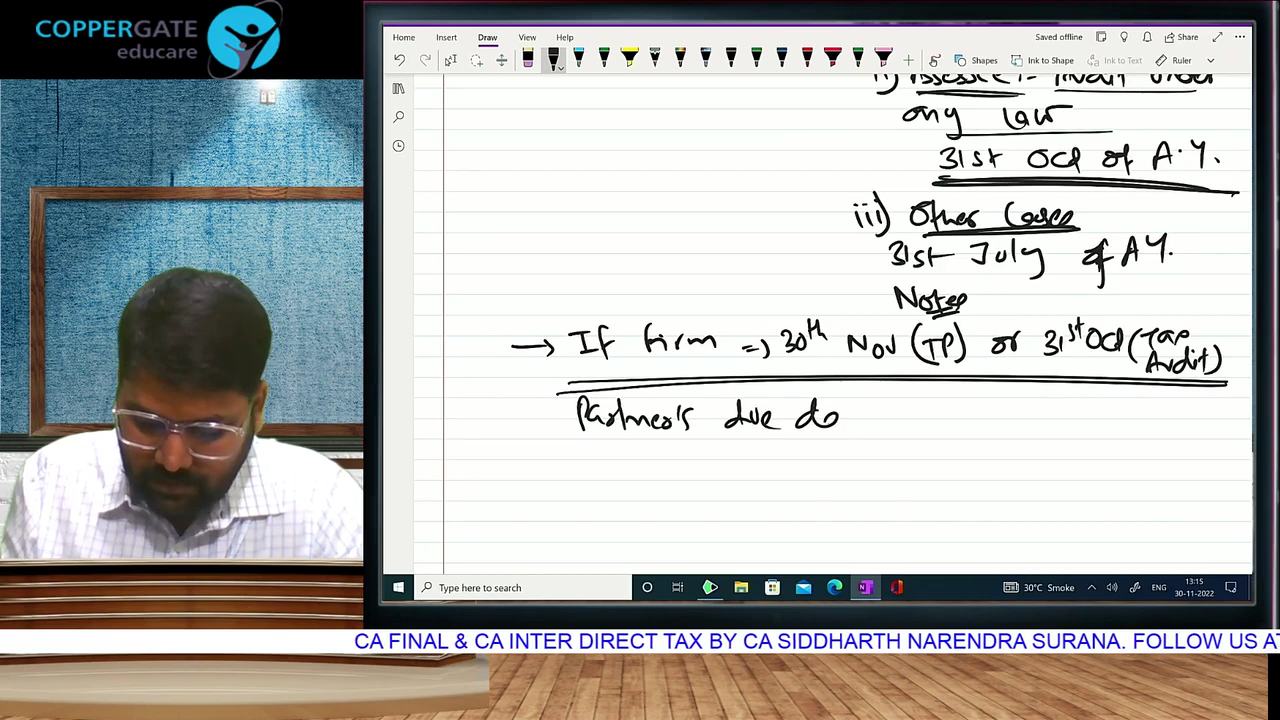 COPPERGATE
educare
Home Insert Draw View Help
Saved offline
Share
Shapes
Ink to Shape
Ink to Text
Ruler
any law
31st Oct of A.Y.
iii) Other Cases
31st July of A.Y.
Notes
→ If firm => 30th Nov (TP) or 31st Oct (Tax
Audit)
Partner's due da
Type here to search
30°C Smoke
ENG
13:15
30-11-2022
CA FINAL & CA INTER DIRECT TAX BY CA SIDDHARTH NARENDRA SURANA. FOLLOW US AT